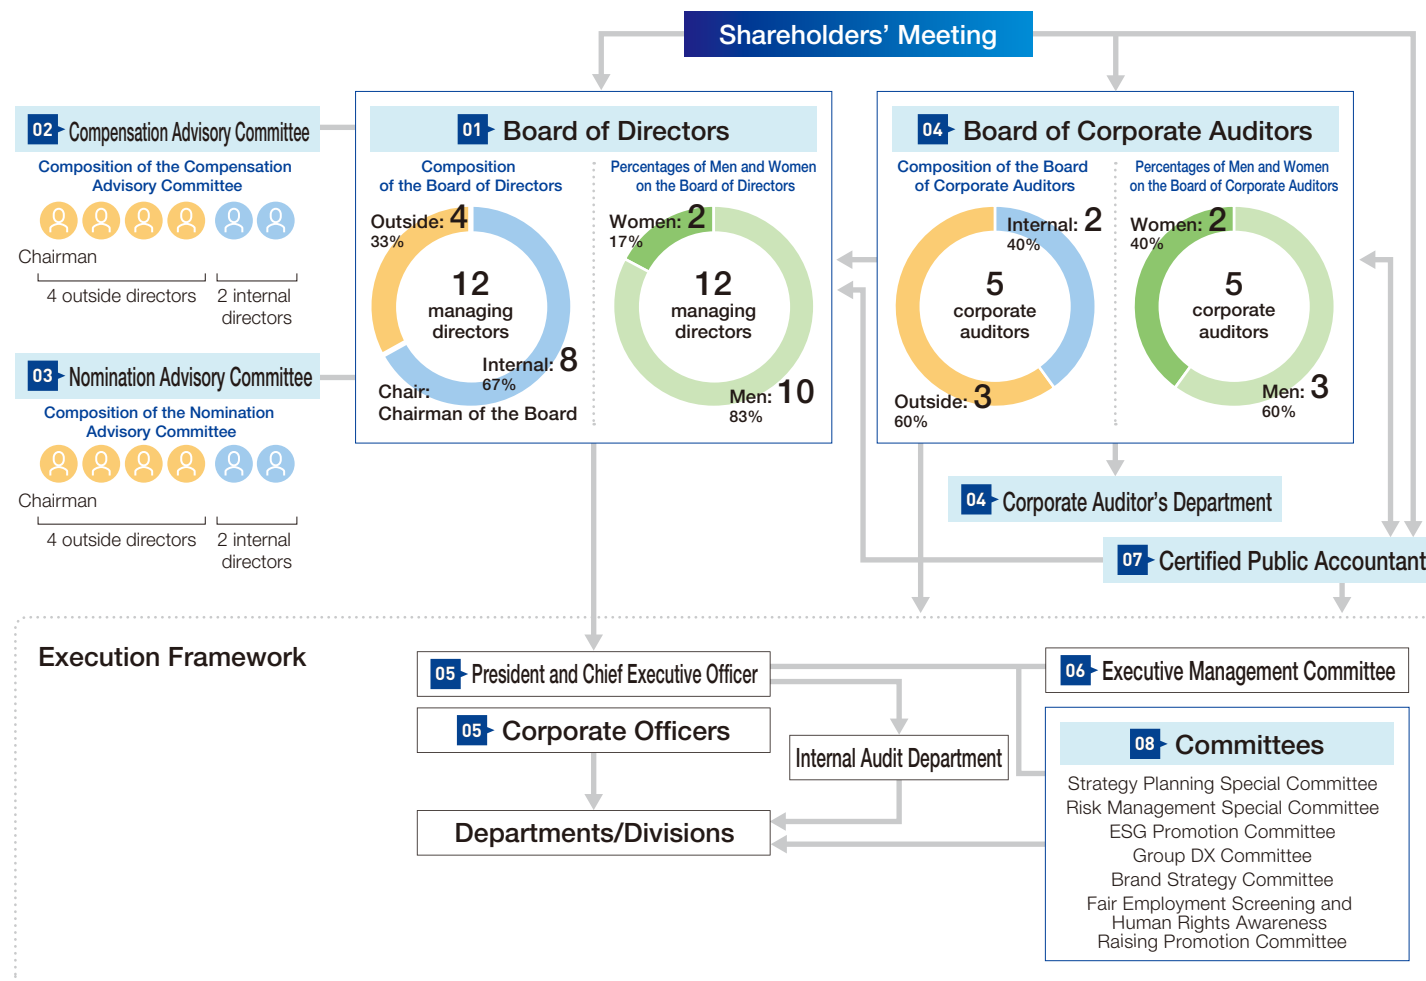 Shareholders’ Meeting
02 Compensation Advisory Committee
Composition of the Compensation
Advisory Committee
Chairman
4 outside directors
2 internal
directors
03 Nomination Advisory Committee
Composition of the Nomination
Advisory Committee
Chairman
4 outside directors
2 internal
directors
01 Board of Directors
Composition
of the Board of Directors
Outside: 4
33%
12
managing
directors
Internal: 8
67%
Chair:
Chairman of the Board
Percentages of Men and Women
on the Board of Directors
Women: 2
17%
12
managing
directors
Men: 10
83%
04 Board of Corporate Auditors
Composition of the Board
of Corporate Auditors
Internal: 2
40%
5
corporate
auditors
Outside: 3
60%
Percentages of Men and Women
on the Board of Corporate Auditors
Women: 2
40%
5
corporate
auditors
Men: 3
60%
04 Corporate Auditor’s Department
07 Certified Public Accountant
Execution Framework
05 President and Chief Executive Officer
05 Corporate Officers
Internal Audit Department
Departments/Divisions
06 Executive Management Committee
08 Committees
Strategy Planning Special Committee
Risk Management Special Committee
ESG Promotion Committee
Group DX Committee
Brand Strategy Committee
Fair Employment Screening and
Human Rights Awareness
Raising Promotion Committee